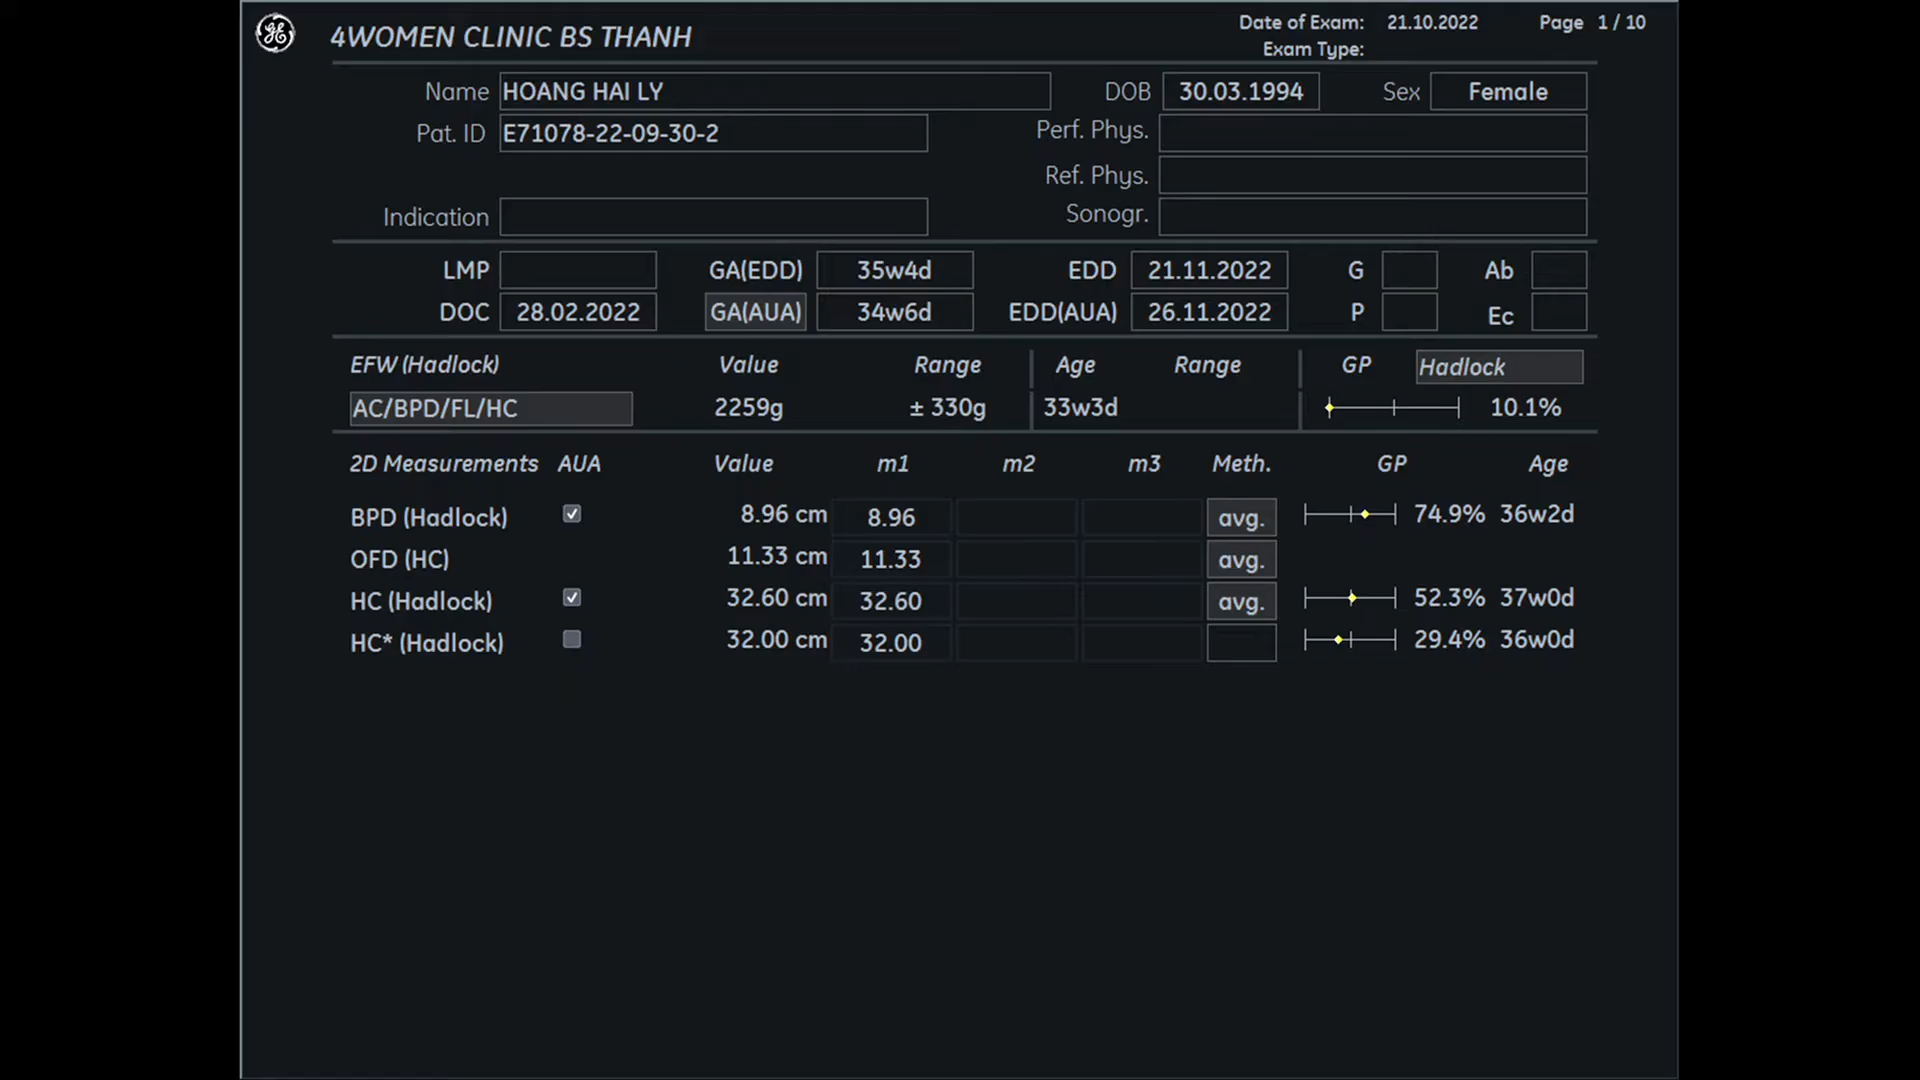 4WOMEN CLINIC BS THANH
Date of Exam: 21.10.2022 Page 1 / 10
Exam Type:
Name HOANG HAI LY DOB 30.03.1994 Sex Female
Pat. ID E71078-22-09-30-2 Perf. Phys.
Ref. Phys.
Indication Sonogr.
LMP GA(EDD) 35w4d EDD 21.11.2022 G Ab
DOC 28.02.2022 GA(AUA) 34w6d EDD(AUA) 26.11.2022 P Ec
EFW (Hadlock) Value Range Age Range GP Hadlock
AC/BPD/FL/HC 2259g ± 330g 33w3d 10.1%
2D Measurements AUA Value m1 m2 m3 Meth. GP Age
BPD (Hadlock) 8.96 cm 8.96 avg. 74.9% 36w2d
OFD (HC) 11.33 cm 11.33 avg.
HC (Hadlock) 32.60 cm 32.60 avg. 52.3% 37w0d
HC* (Hadlock) 32.00 cm 32.00 29.4% 36w0d